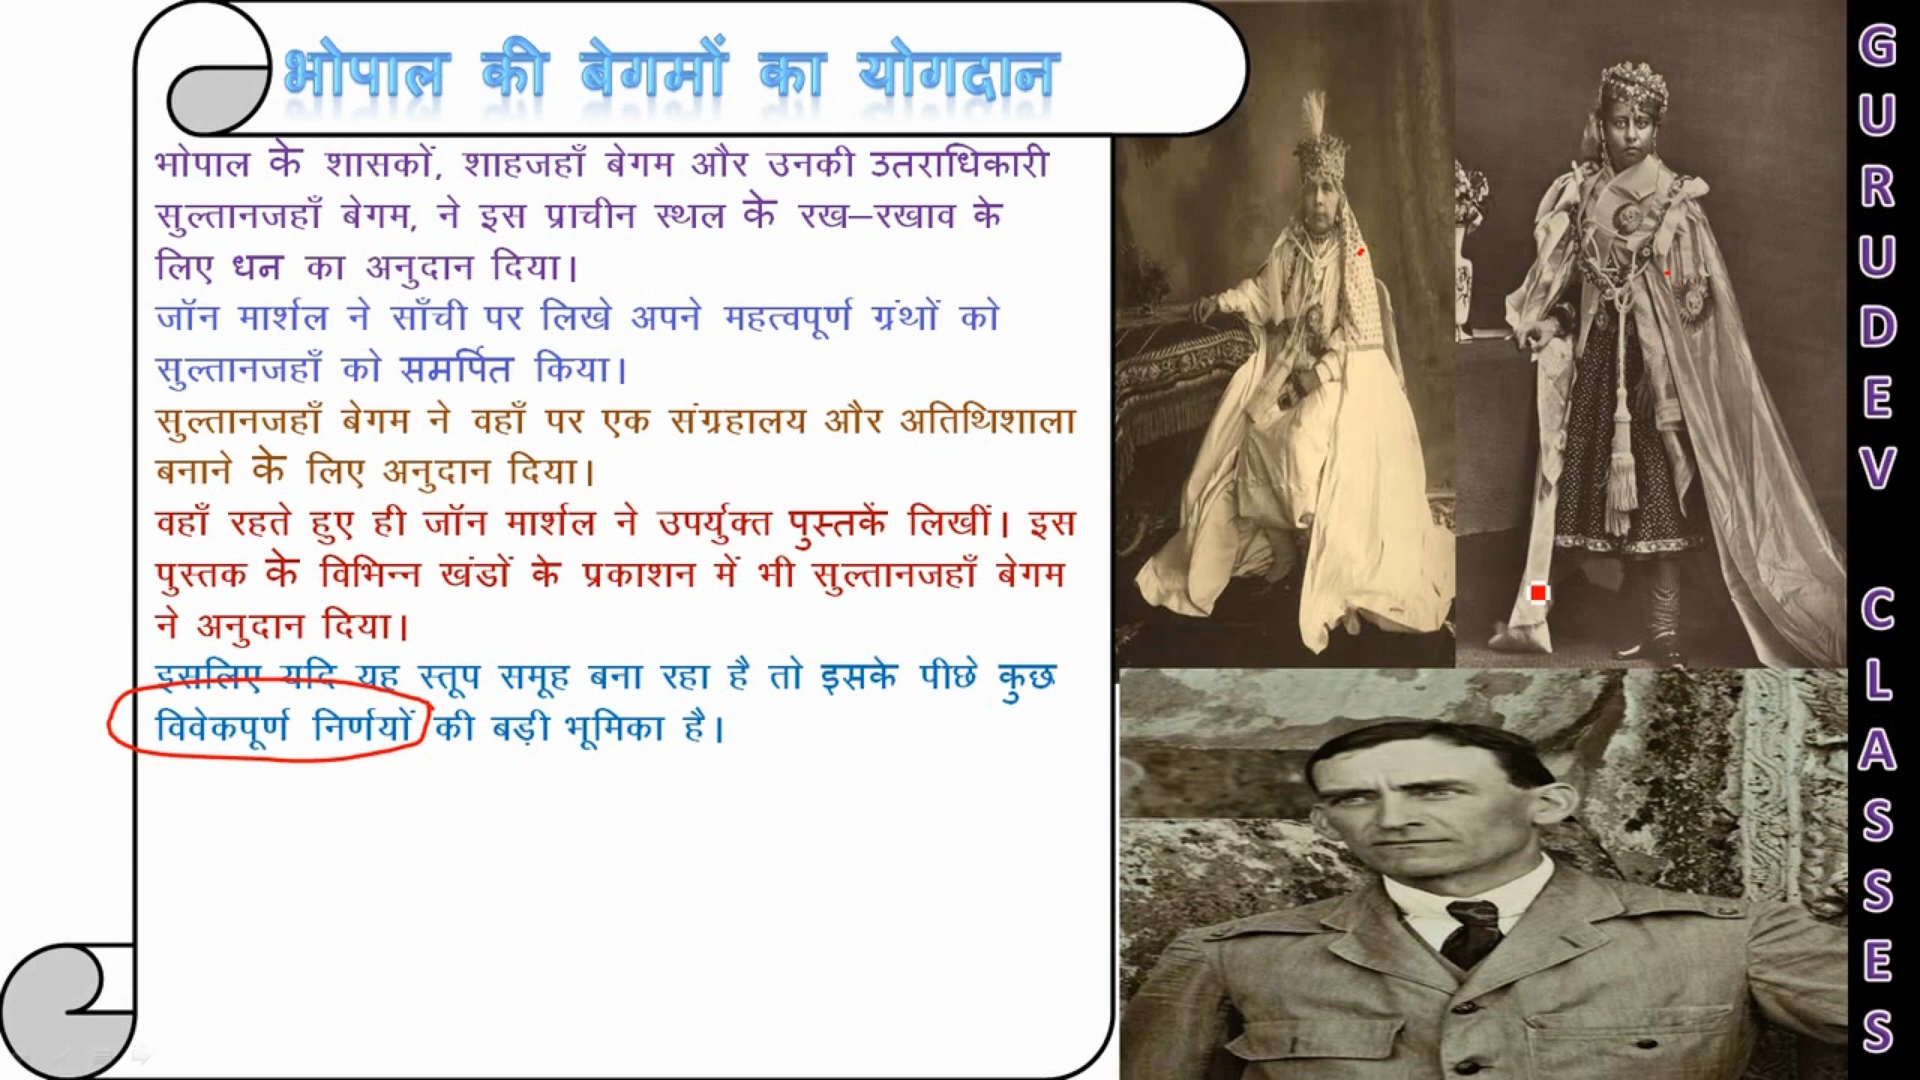 भोपाल की बेगमों का योगदान
भोपाल के शासकों, शाहजहाँ बेगम और उनकी उतराधिकारी
सुल्तानजहाँ बेगम, ने इस प्राचीन स्थल के रख–रखाव के
लिए धन का अनुदान दिया।
जॉन मार्शल ने साँची पर लिखे अपने महत्वपूर्ण ग्रंथों को
सुल्तानजहाँ को समर्पित किया।
सुल्तानजहाँ बेगम ने वहाँ पर एक संग्रहालय और अतिथिशाला
बनाने के लिए अनुदान दिया।
वहाँ रहते हुए ही जॉन मार्शल ने उपर्युक्त पुस्तकें लिखीं। इस
पुस्तक के विभिन्न खंडों के प्रकाशन में भी सुल्तानजहाँ बेगम
ने अनुदान दिया।
इसलिए यदि यह स्तूप समूह बना रहा है तो इसके पीछे कुछ
विवेकपूर्ण निर्णयों की बड़ी भूमिका है।
GURUDEV CLASSES